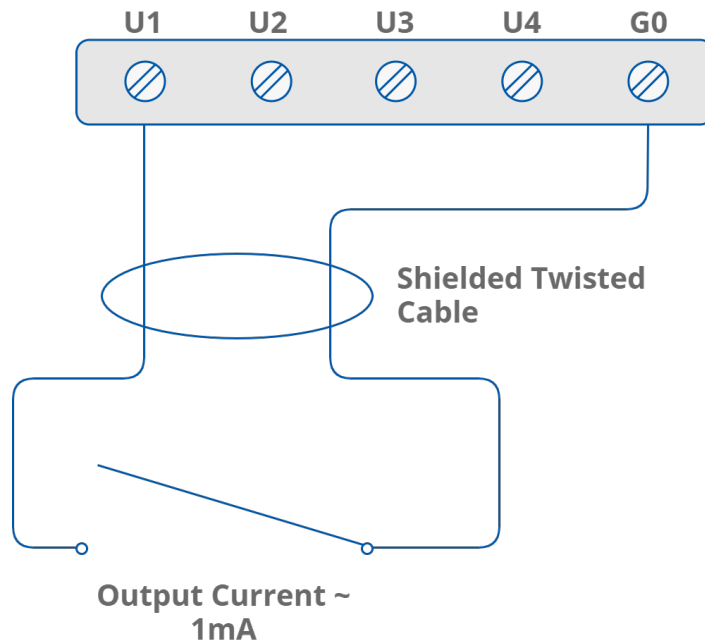 U1 U2 U3 U4 G0
Shielded Twisted
Cable
Output Current ~
1mA